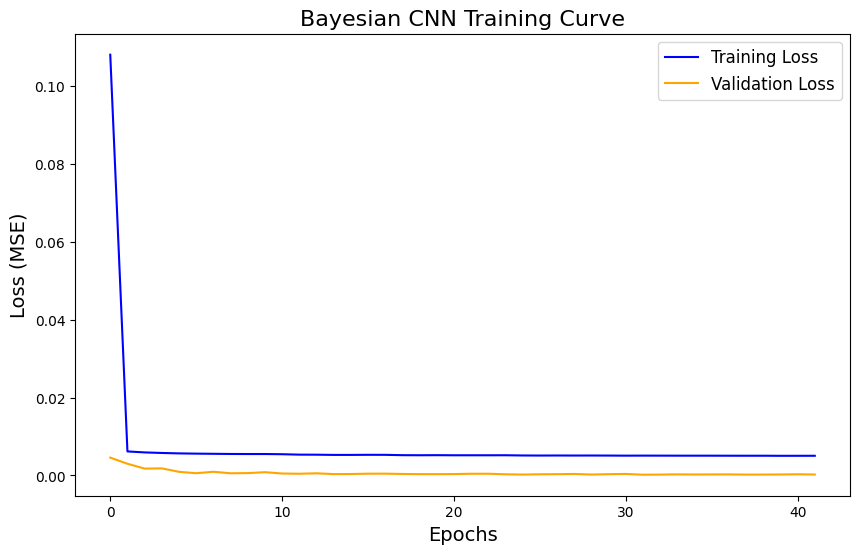 Bayesian CNN Training Curve
Training Loss
Validation Loss
Loss (MSE)
0.10
0.08
0.06
0.04
0.02
0.00
0 10 20 30 40
Epochs